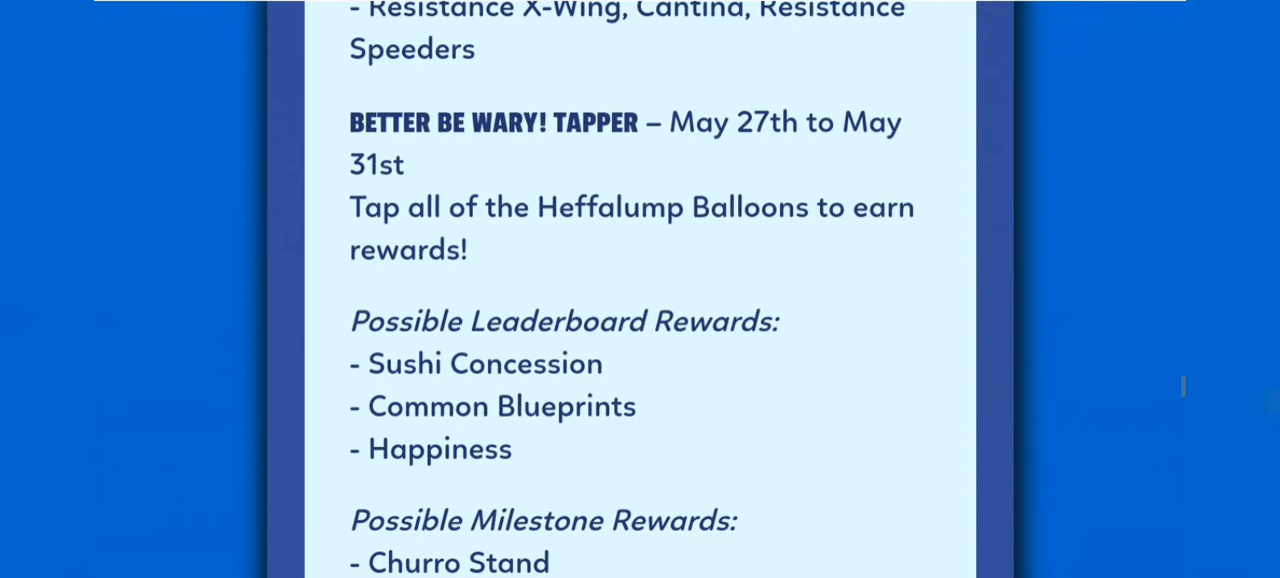 - Resistance X-Wing, Cantina, Resistance
Speeders
BETTER BE WARY! TAPPER – May 27th to May
31st
Tap all of the Heffalump Balloons to earn
rewards!
Possible Leaderboard Rewards:
- Sushi Concession
- Common Blueprints
- Happiness
Possible Milestone Rewards:
- Churro Stand